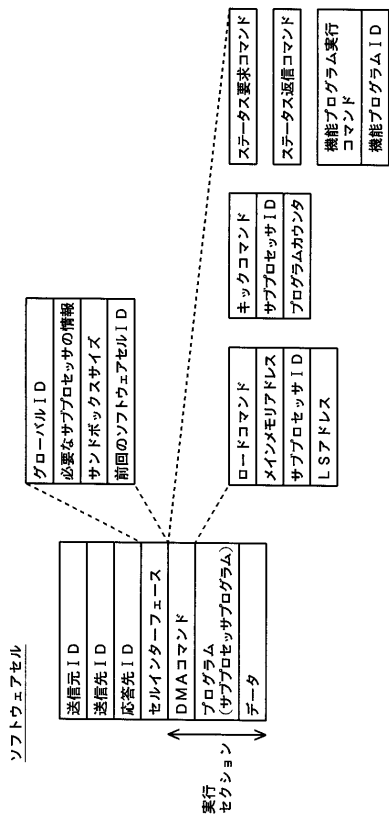 ソフトウェアセル
送信元ID
送信先ID
応答先ID
セルインターフェース
DMAコマンド
プログラム
(サブプロセッサプログラム)
データ
実行
セクション
グローバルID
必要なサブプロセッサの情報
サンドボックスサイズ
前回のソフトウェアセルID
ロードコマンド
メインメモリアドレス
サブプロセッサID
LSアドレス
キックコマンド
サブプロセッサID
プログラムカウンタ
ステータス要求コマンド
ステータス返信コマンド
機能プログラム実行
コマンド
機能プログラムID